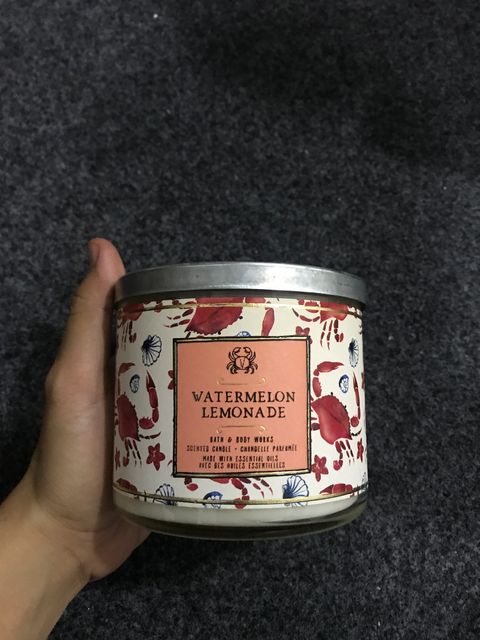 V
WATERMELON
LEMONADE
BATH & BODY WORKS
SCENTED CANDLE • CHANDELLE PARFUMÉE
MADE WITH ESSENTIAL OILS
AVEC DES HUILES ESSENTIELLES